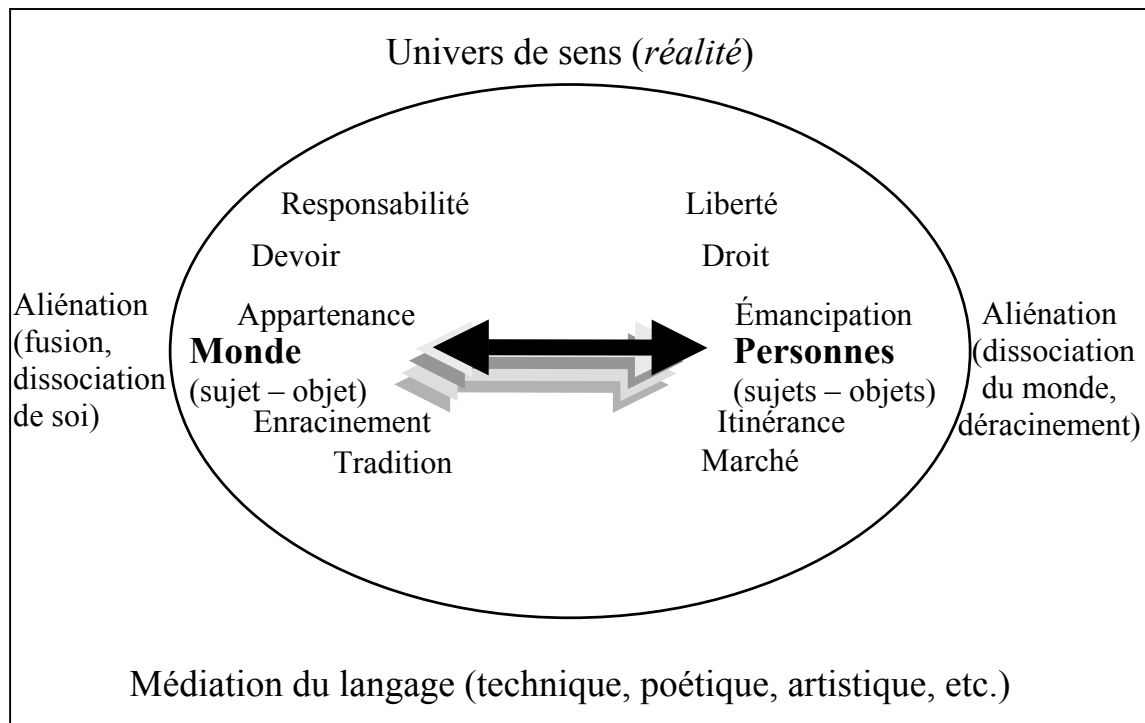 Univers de sens (réalité)
Responsabilité
Liberté
Devoir
Droit
Aliénation
(fusion,
dissociation
de soi)
Appartenance
Monde
(sujet – objet)
Enracinement
Tradition
Émancipation
Personnes
(sujets – objets)
Itinérance
Marché
Aliénation
(dissociation
du monde,
déracinement)
Médiation du langage (technique, poétique, artistique, etc.)